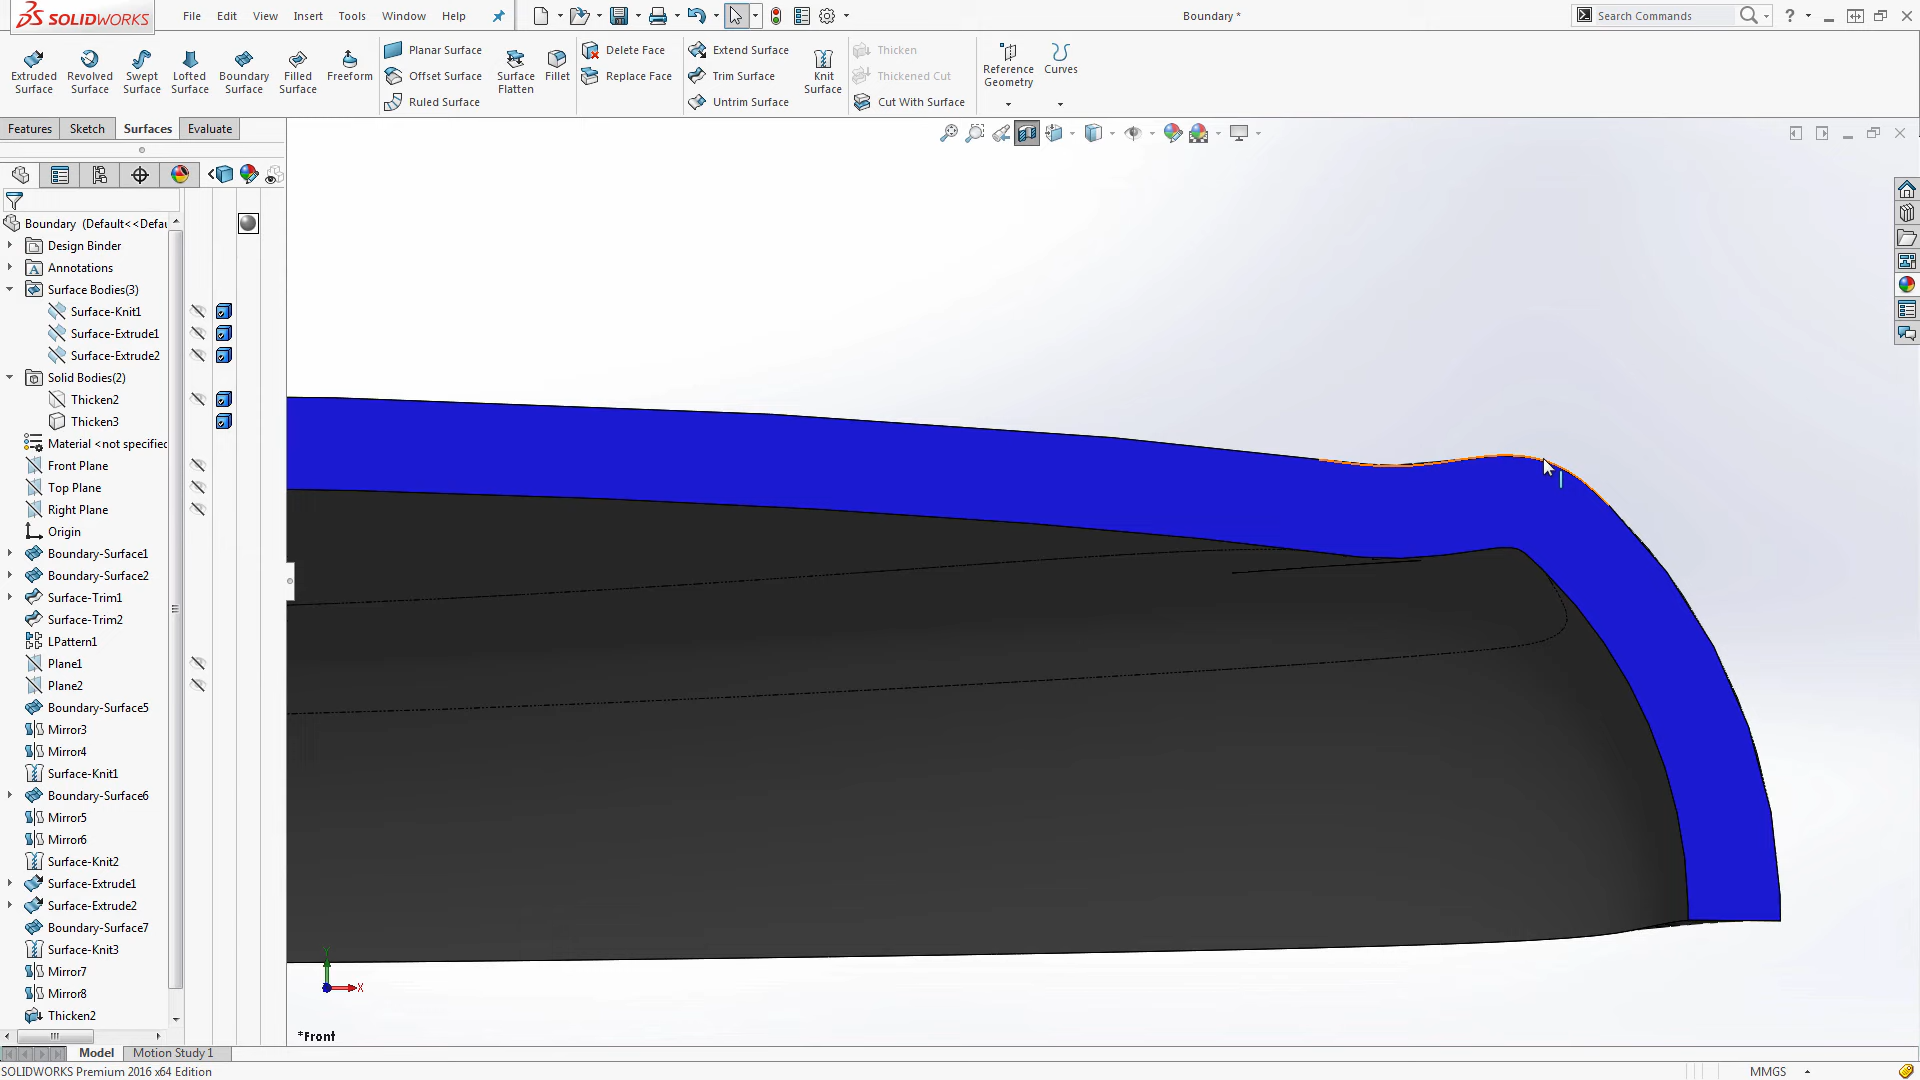 SOLIDWORKS
File Edit View Insert Tools Window Help
Boundary *
Search Commands
Extruded Surface
Revolved Surface
Swept Surface
Lofted Surface
Boundary Surface
Filled Surface
Freeform
Planar Surface
Offset Surface
Ruled Surface
Surface Flatten
Fillet
Delete Face
Replace Face
Extend Surface
Trim Surface
Untrim Surface
Knit Surface
Thicken
Thickened Cut
Cut With Surface
Reference Geometry
Curves
Features Sketch Surfaces Evaluate
Boundary (Default<<Defau
Design Binder
Annotations
Surface Bodies(3)
Surface-Knit1
Surface-Extrude1
Surface-Extrude2
Solid Bodies(2)
Thicken2
Thicken3
Material <not specified
Front Plane
Top Plane
Right Plane
Origin
Boundary-Surface1
Boundary-Surface2
Surface-Trim1
Surface-Trim2
LPattern1
Plane1
Plane2
Boundary-Surface5
Mirror3
Mirror4
Surface-Knit1
Boundary-Surface6
Mirror5
Mirror6
Surface-Knit2
Surface-Extrude1
Surface-Extrude2
Boundary-Surface7
Surface-Knit3
Mirror7
Mirror8
Thicken2
Y
X
*Front
Model Motion Study 1
SOLIDWORKS Premium 2016 x64 Edition
MMGS